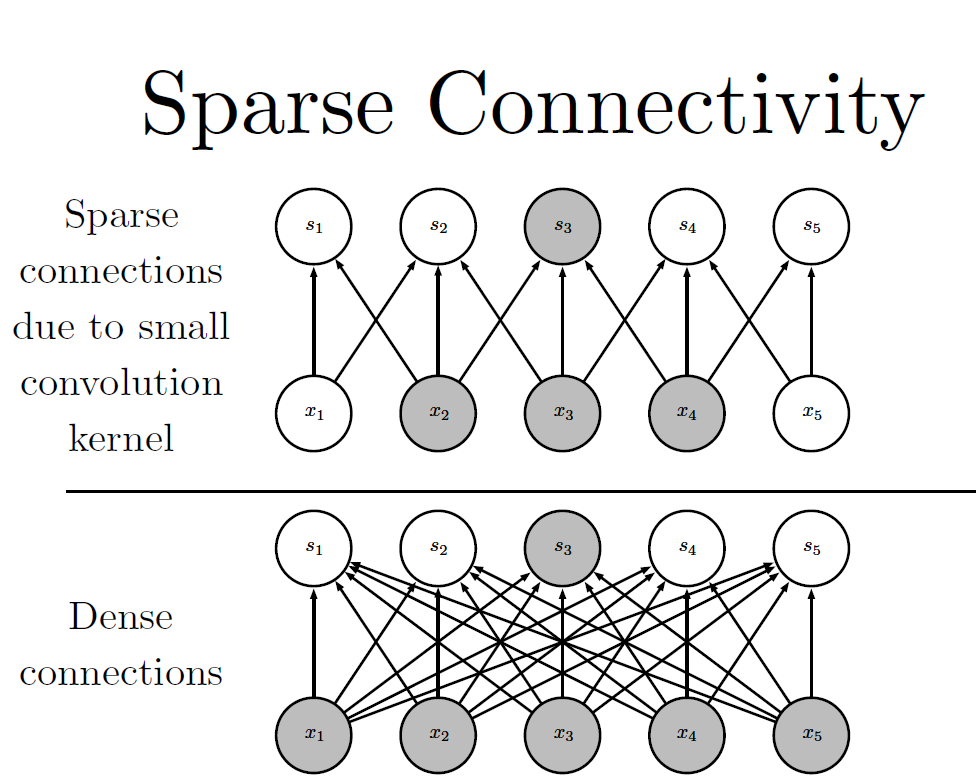 Sparse Connectivity
Sparse
connections
due to small
convolution
kernel
s1 s2 s3 s4 s5
x1 x2 x3 x4 x5
Dense
connections
s1 s2 s3 s4 s5
x1 x2 x3 x4 x5